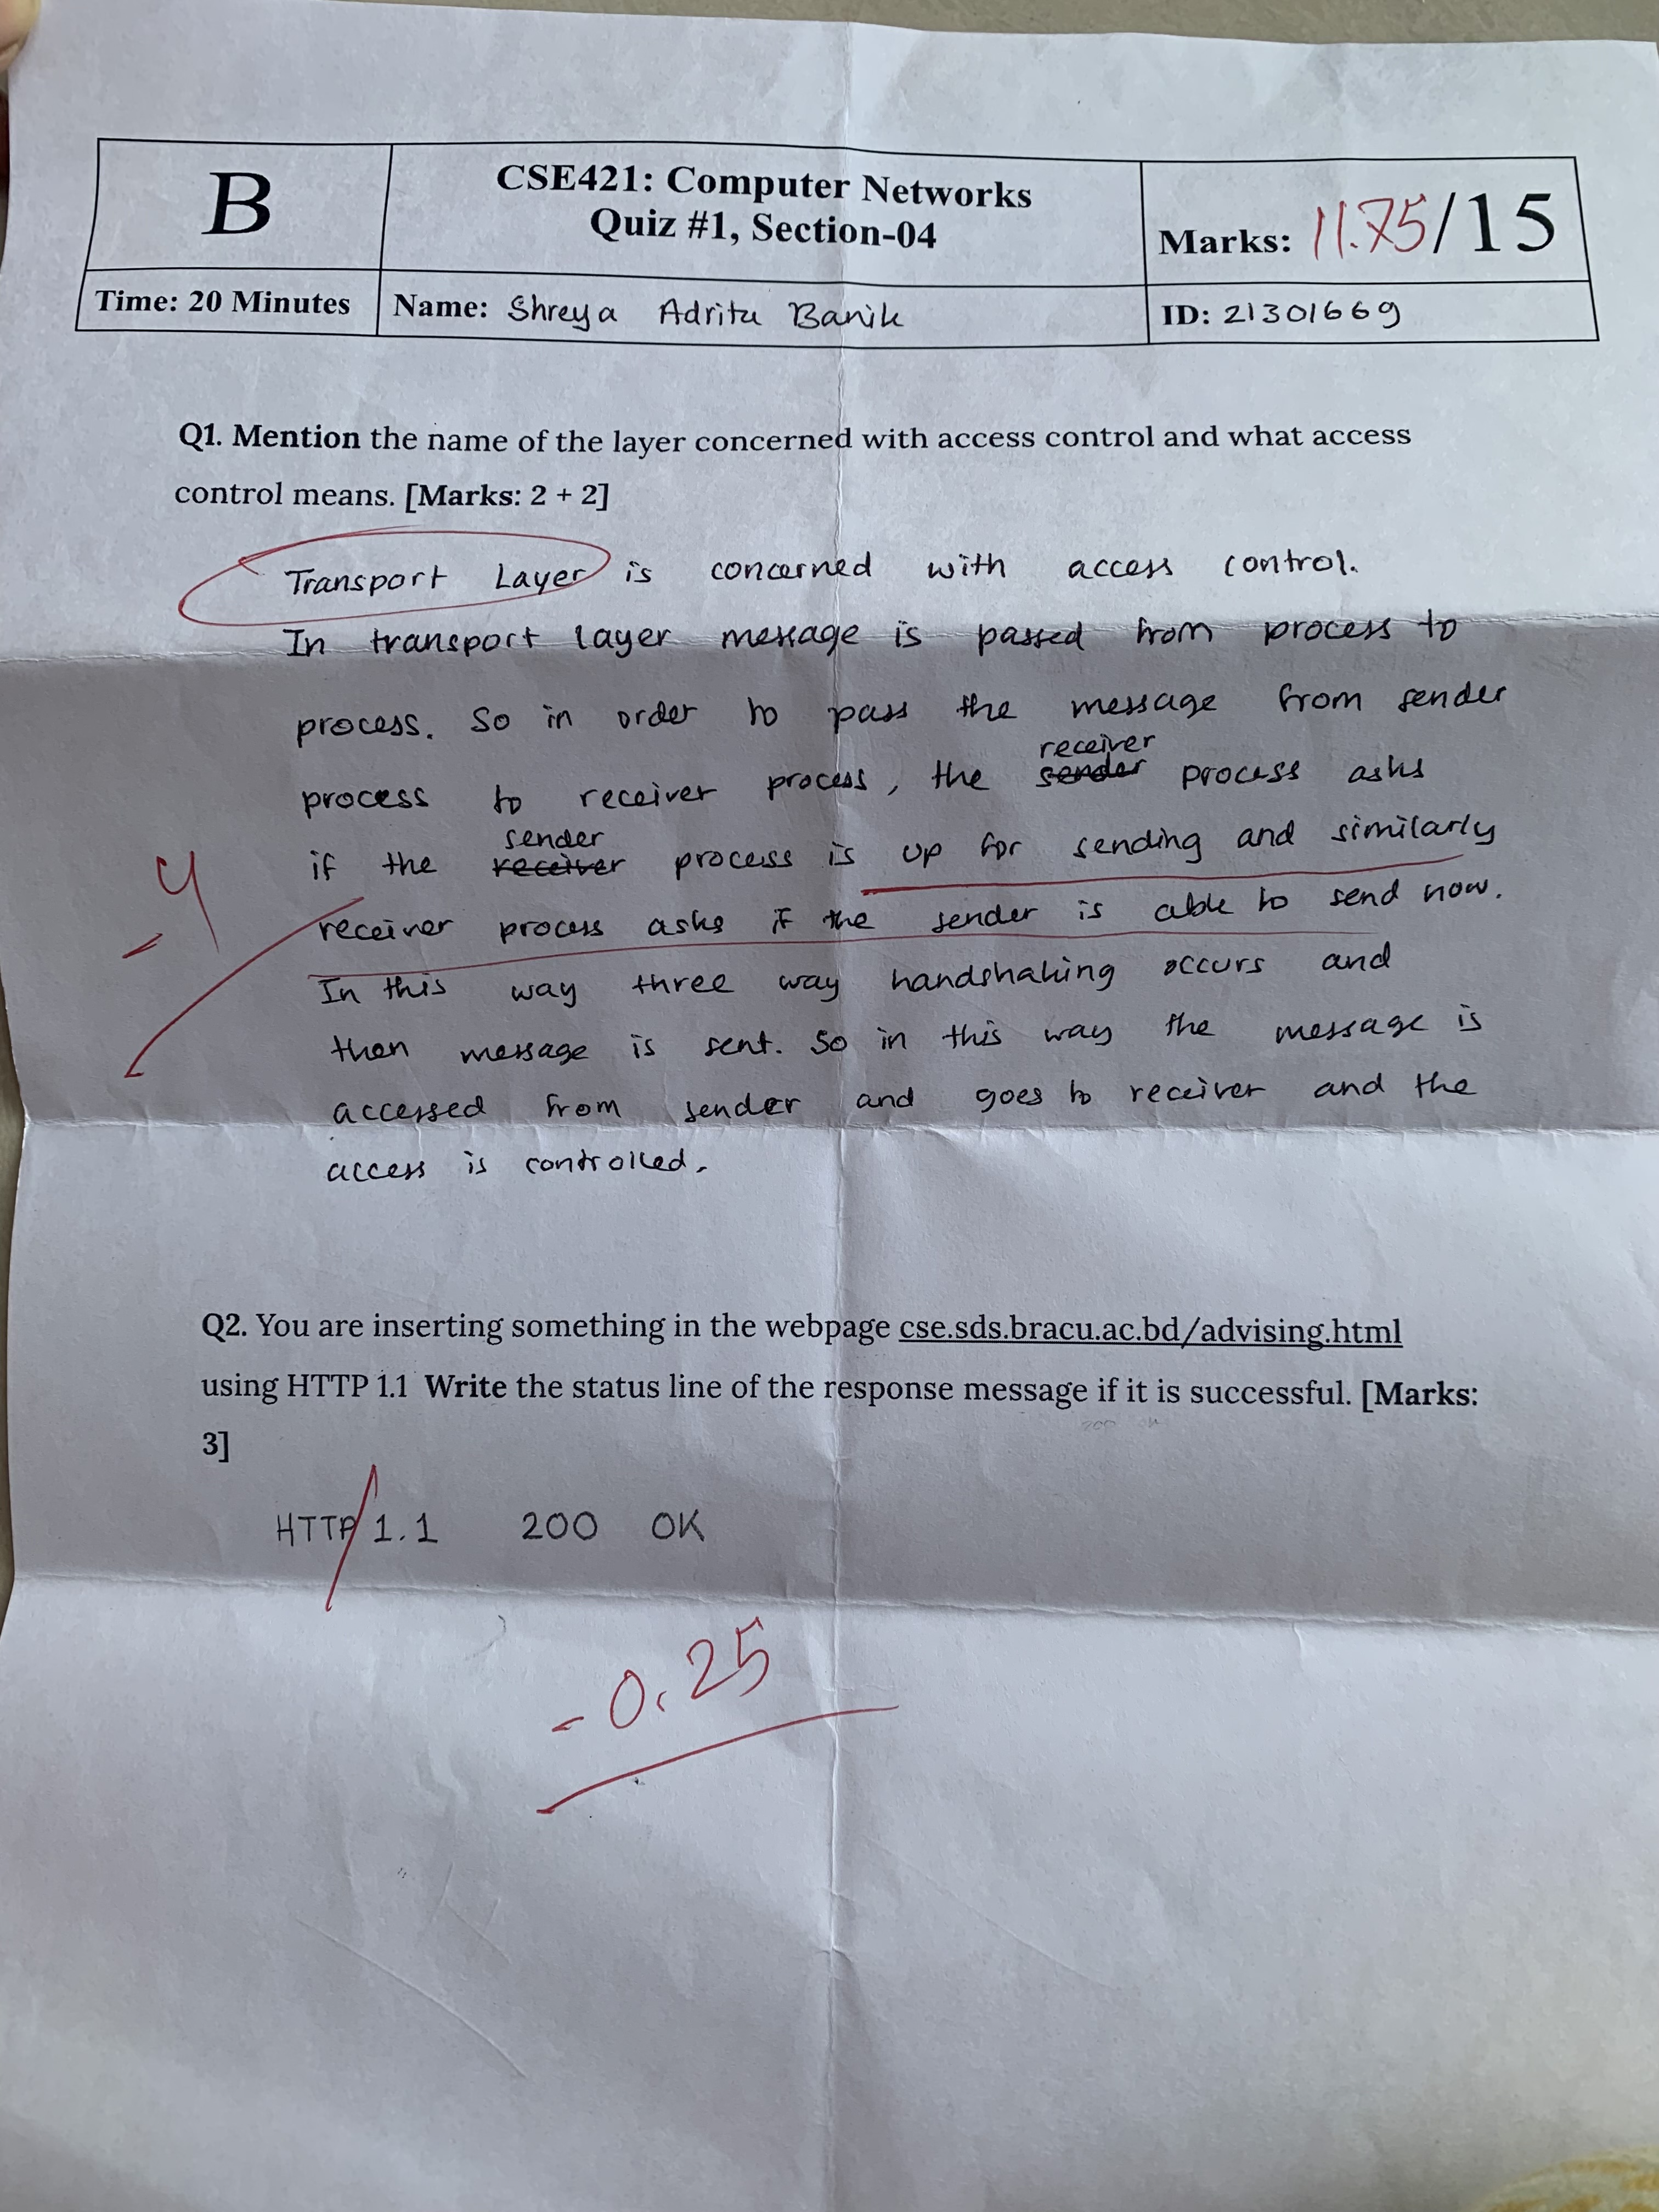 B
CSE421: Computer Networks
Quiz #1, Section-04
Marks: 11.75/15
Time: 20 Minutes
Name: Shreya Adrita Banik
ID: 21301669
Q1. Mention the name of the layer concerned with access control and what access
control means. [Marks: 2 + 2]
Transport Layer is concerned with access control.
In transport layer message is passed from process to
process. So in order to pass the message from sender
receiver
process to receiver process, the sender process asks
sender
if the receiver process is up for sending and similarly
receiver process asks if the sender is able to send now.
In this way three way handshaking occurs and
then message is sent. So in this way the message is
accessed from sender and goes to receiver and the
access is controlled.
-4
Q2. You are inserting something in the webpage cse.sds.bracu.ac.bd/advising.html
using HTTP 1.1 Write the status line of the response message if it is successful. [Marks:
3]
HTTP/1.1 200 OK
-0.25